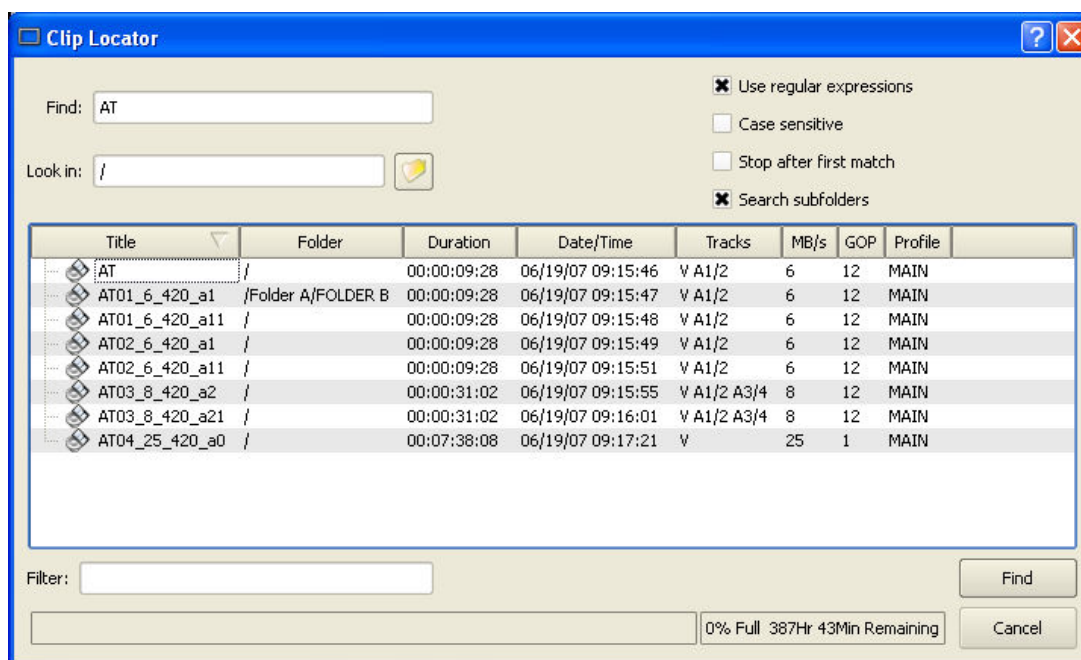 Clip Locator
Find: AT
Use regular expressions
Case sensitive
Look in: /
Stop after first match
Search subfolders
Title Folder Duration Date/Time Tracks MB/s GOP Profile
AT / 00:00:09:28 06/19/07 09:15:46 V A1/2 6 12 MAIN
AT01_6_420_a1 /Folder A/FOLDER B 00:00:09:28 06/19/07 09:15:47 V A1/2 6 12 MAIN
AT01_6_420_a11 / 00:00:09:28 06/19/07 09:15:48 V A1/2 6 12 MAIN
AT02_6_420_a1 / 00:00:09:28 06/19/07 09:15:49 V A1/2 6 12 MAIN
AT02_6_420_a11 / 00:00:09:28 06/19/07 09:15:51 V A1/2 6 12 MAIN
AT03_8_420_a2 / 00:00:31:02 06/19/07 09:15:55 V A1/2 A3/4 8 12 MAIN
AT03_8_420_a21 / 00:00:31:02 06/19/07 09:16:01 V A1/2 A3/4 8 12 MAIN
AT04_25_420_a0 / 00:07:38:08 06/19/07 09:17:21 V 25 1 MAIN
Filter:
Find
0% Full 387Hr 43Min Remaining
Cancel